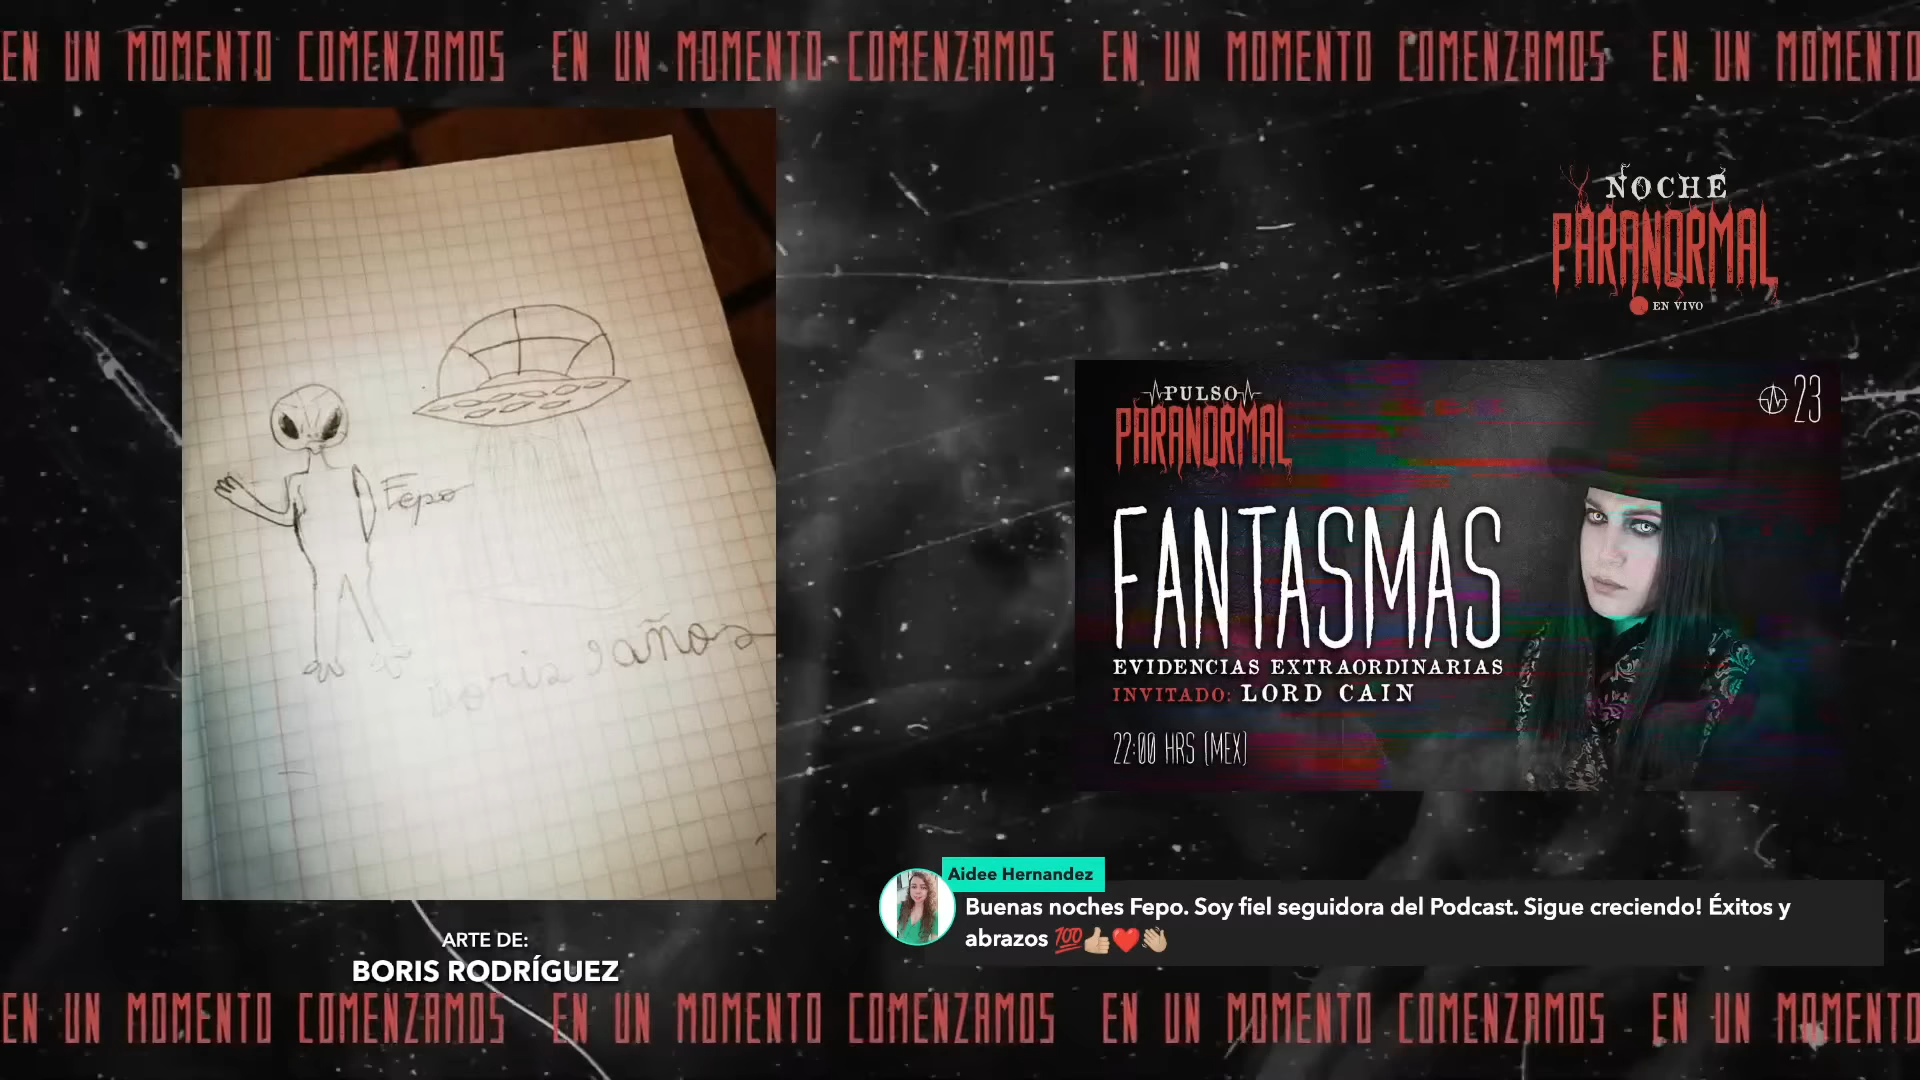 EN UN MOMENTO COMENZAMOS EN UN MOMENTO COMENZAMOS EN UN MOMENTO COMENZAMOS EN UN MOMENTO
Fepo
Boris 9 años
ARTE DE:
BORIS RODRÍGUEZ
NOCHE
PARANORMAL
EN VIVO
PULSO
PARANORMAL
23
FANTASMAS
EVIDENCIAS EXTRAORDINARIAS
INVITADO: LORD CAIN
22:00 HRS (MEX)
Aidee Hernandez
Buenas noches Fepo. Soy fiel seguidora del Podcast. Sigue creciendo! Éxitos y
abrazos 💯👍🏼❤️👋🏼
EN UN MOMENTO COMENZAMOS EN UN MOMENTO COMENZAMOS EN UN MOMENTO COMENZAMOS EN UN MOMENTO